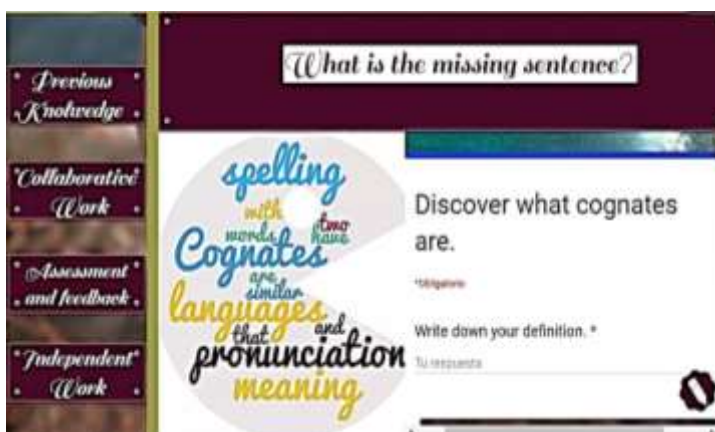 What is the missing sentence?
Previous
Knolwedge
Collaborative
Work
Assessment
and feedback
Independent
Work
spelling
with
two
words have
Cognates
are
similar
languages
that and
pronunciation
meaning
Discover what cognates
are.
*Obligatorio
Write down your definition. *
Tu respuesta